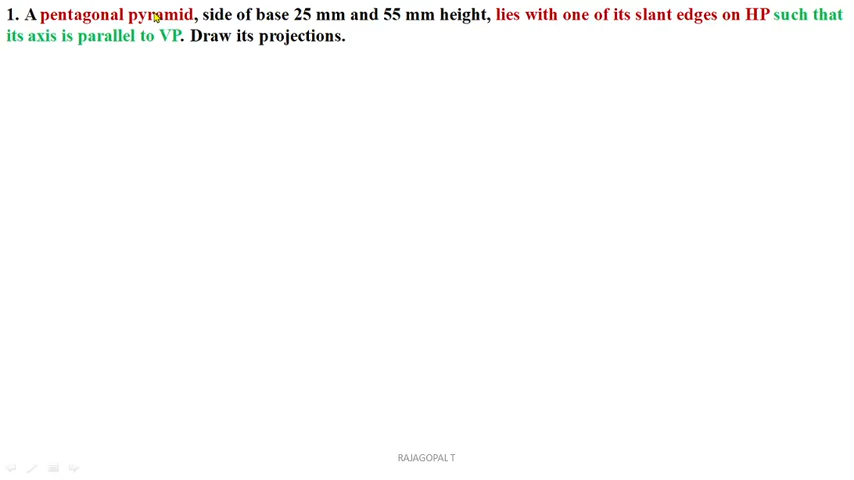 1. A pentagonal pyramid, side of base 25 mm and 55 mm height, lies with one of its slant edges on HP such that
its axis is parallel to VP. Draw its projections.
RAJAGOPAL T